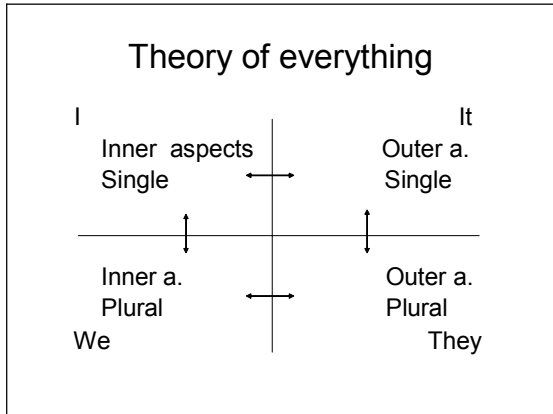 Theory of everything
I It
Inner aspects Outer a.
Single Single
Inner a. Outer a.
Plural Plural
We They